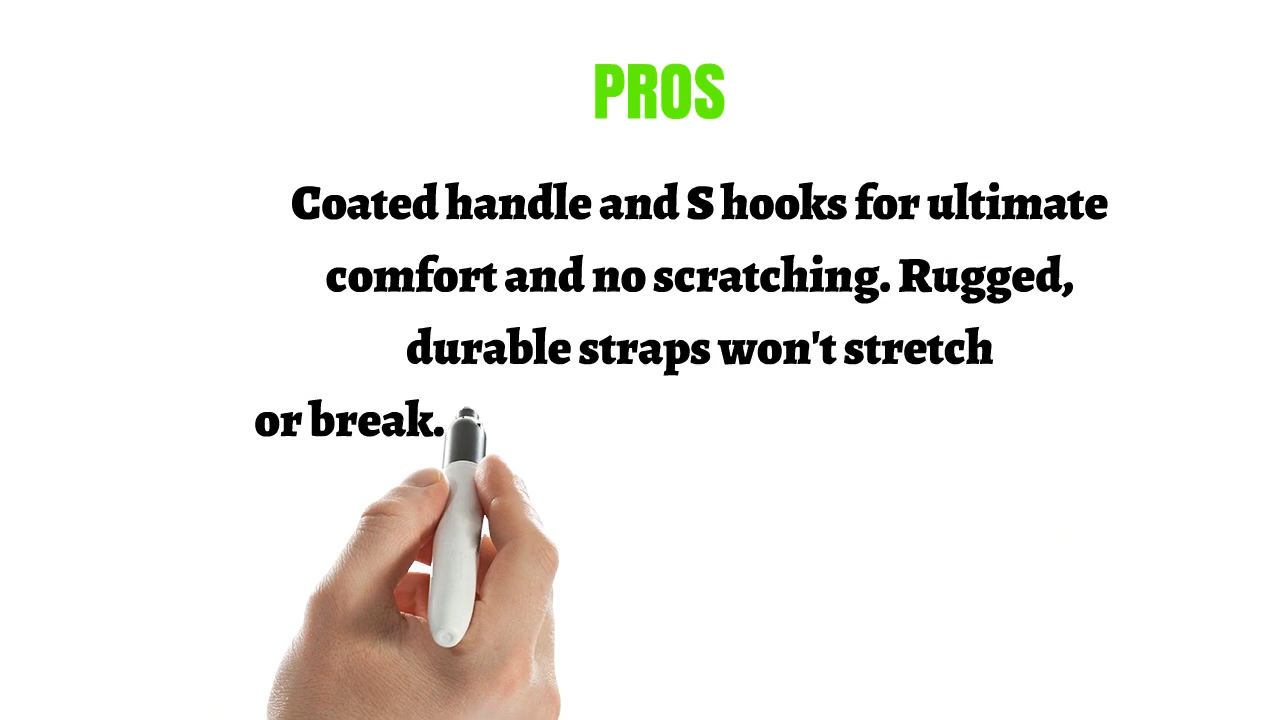 PROS
Coated handle and S hooks for ultimate
comfort and no scratching. Rugged,
durable straps won't stretch
or break.